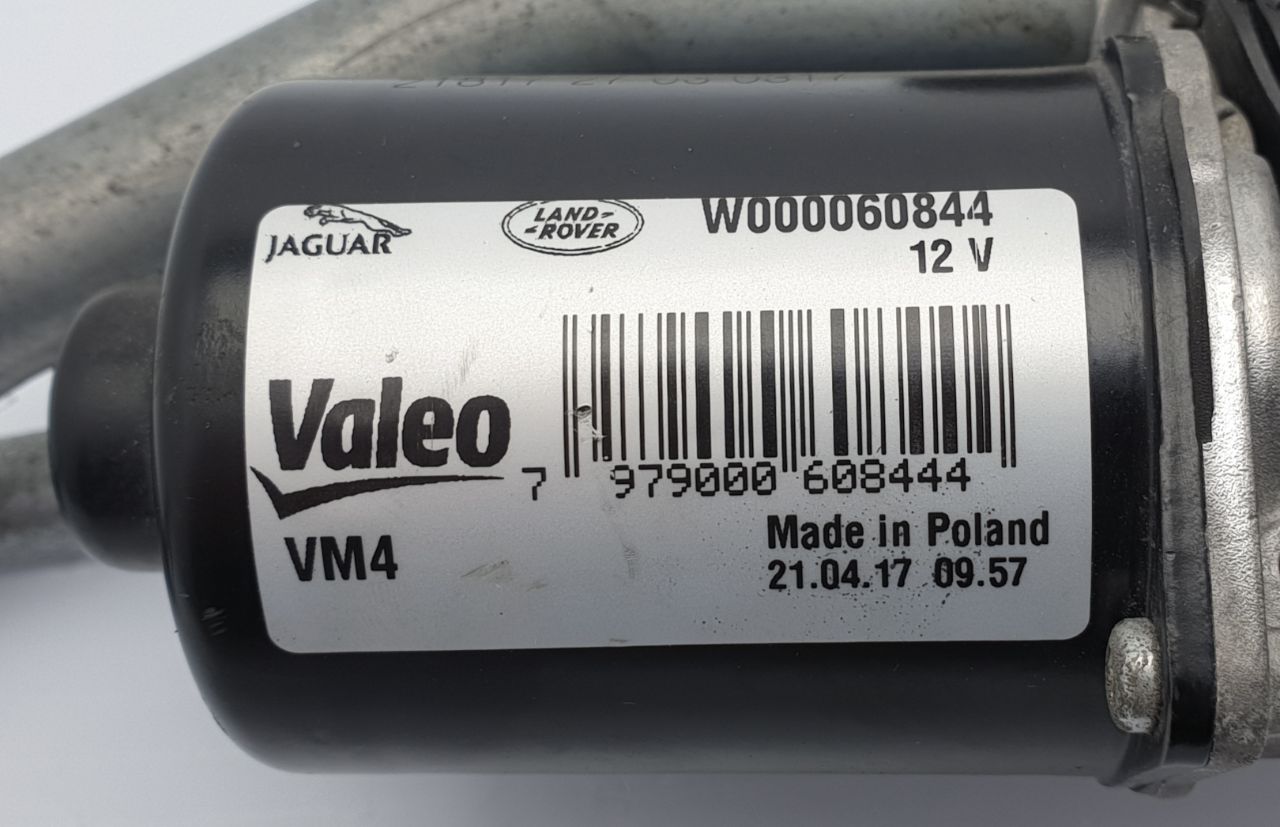 JAGUAR
LAND-
-ROVER
W000060844
12 V
Valeo
7 979000 608444
VM4
Made in Poland
21.04.17 09.57